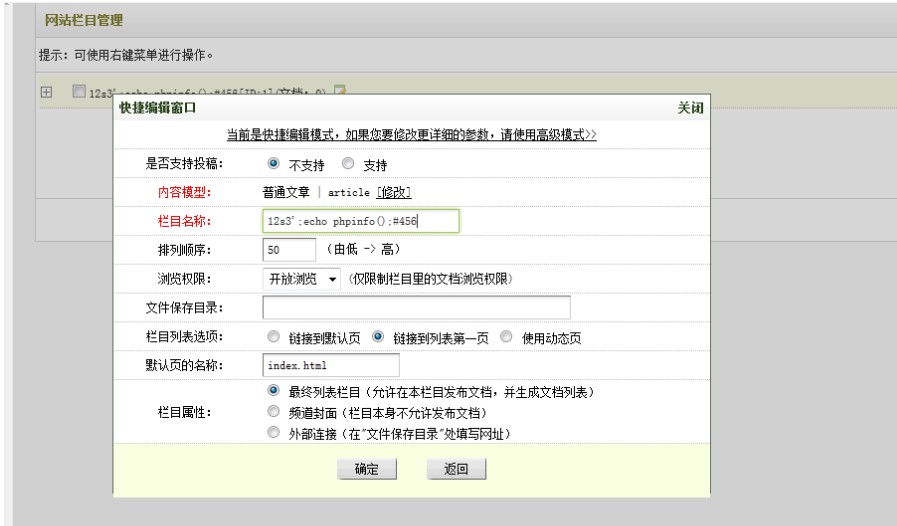 网站栏目管理
提示：可使用右键菜单进行操作。
12s3';echo phpinfo();#456[ID:1](文档：0)
快捷编辑窗口 关闭
当前是快捷编辑模式，如果您要修改更详细的参数，请使用高级模式>>
是否支持投稿： 不支持 支持
内容模型： 普通文章 | article [修改]
栏目名称： 12s3';echo phpinfo();#456
排列顺序： 50 （由低 -> 高）
浏览权限： 开放浏览 (仅限制栏目里的文档浏览权限)
文件保存目录：
栏目列表选项： 链接到默认页 链接到列表第一页 使用动态页
默认页的名称： index.html
栏目属性：
最终列表栏目（允许在本栏目发布文档，并生成文档列表）
频道封面（栏目本身不允许发布文档）
外部连接（在"文件保存目录"处填写网址）
确定 返回